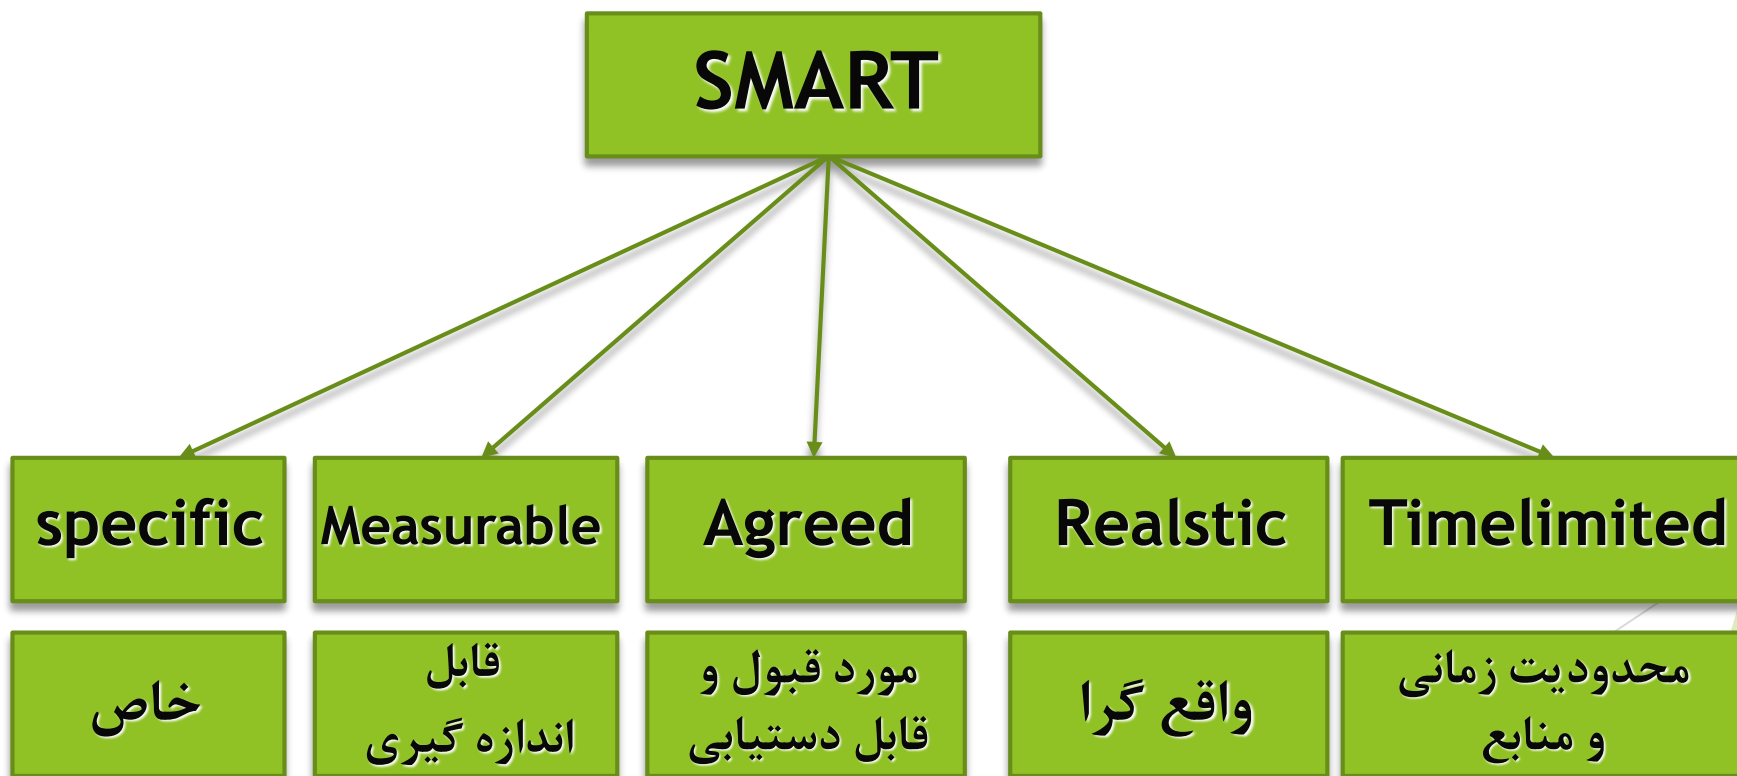 SMART
specific
Measurable
Agreed
Realstic
Timelimited
خاص
قابل
اندازه گیری
مورد قبول و
قابل دستیابی
واقع گرا
محدودیت زمانی
و منابع